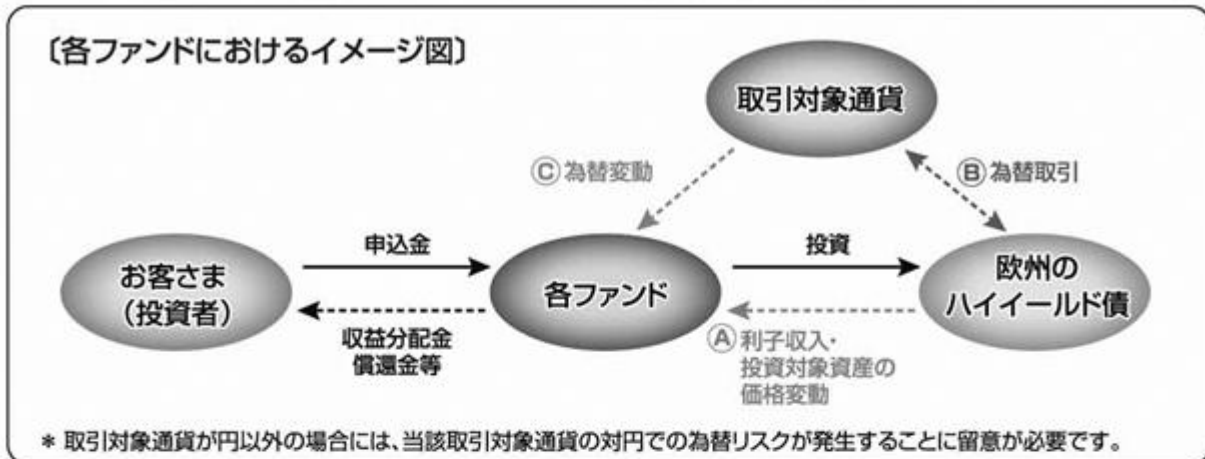 〔各ファンドにおけるイメージ図〕
取引対象通貨
Ⓒ為替変動
Ⓑ為替取引
申込金
投資
お客さま
（投資者）
各ファンド
欧州の
ハイイールド債
収益分配金
償還金等
Ⓐ利子収入・
投資対象資産の
価格変動
＊ 取引対象通貨が円以外の場合には、当該取引対象通貨の対円での為替リスクが発生することに留意が必要です。